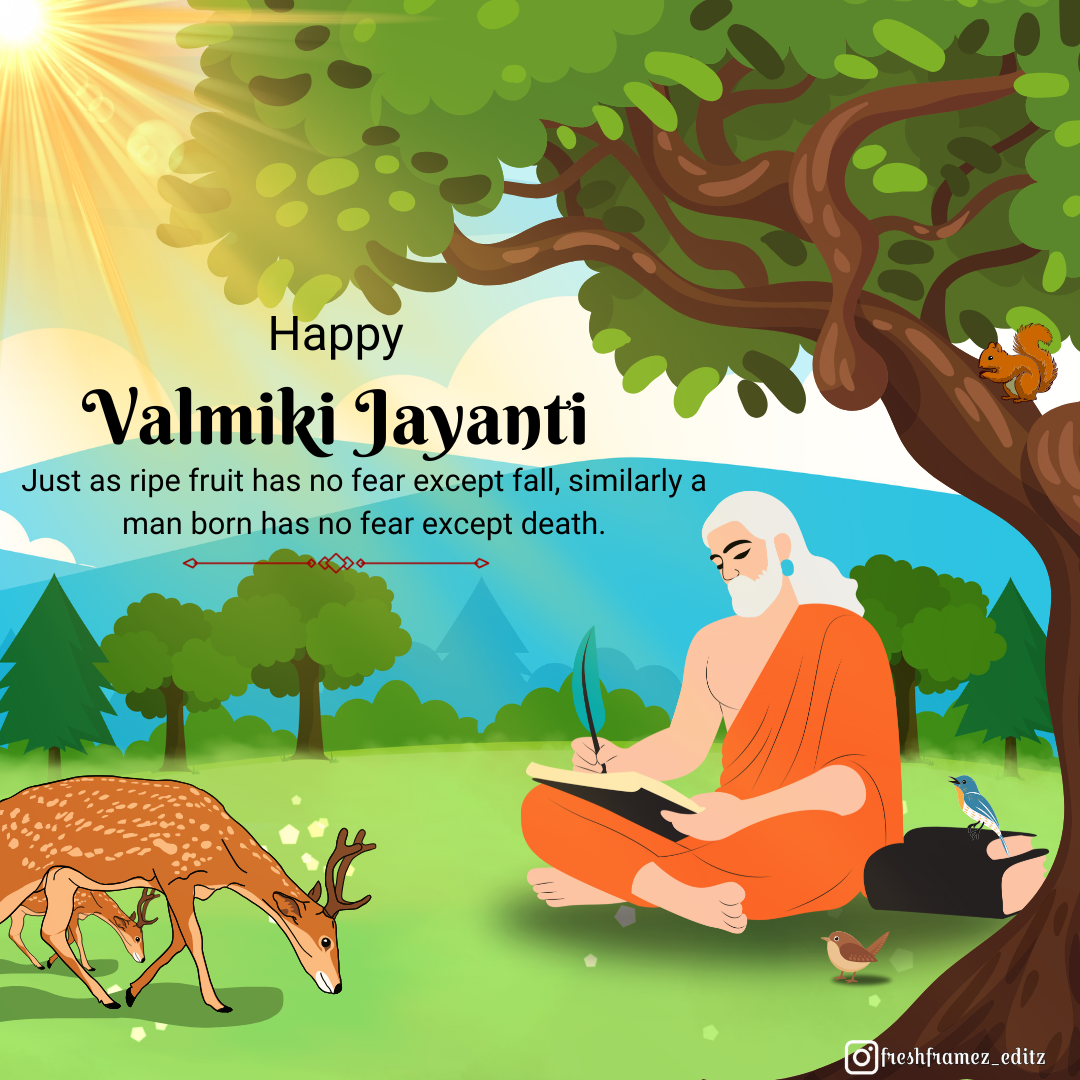 Happy
Valmiki Jayanti
Just as ripe fruit has no fear except fall, similarly a
man born has no fear except death.
freshframez_editz